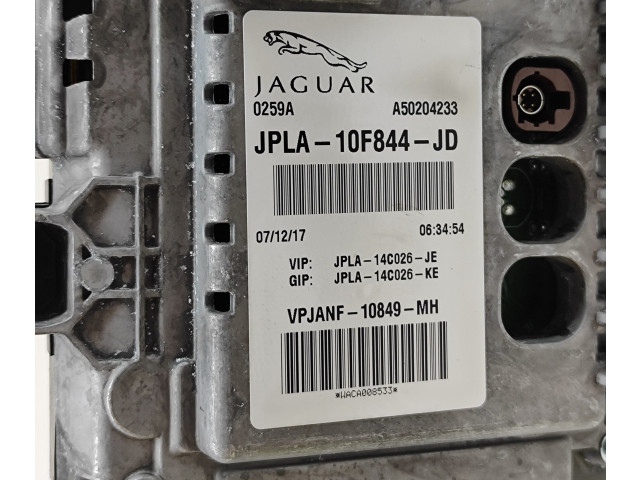 JAGUAR
0259A A50204233
JPLA-10F844-JD
07/12/17 06:34:54
VIP: JPLA-14C026-JE
GIP: JPLA-14C026-KE
VPJANF-10849-MH
*WACA008533*